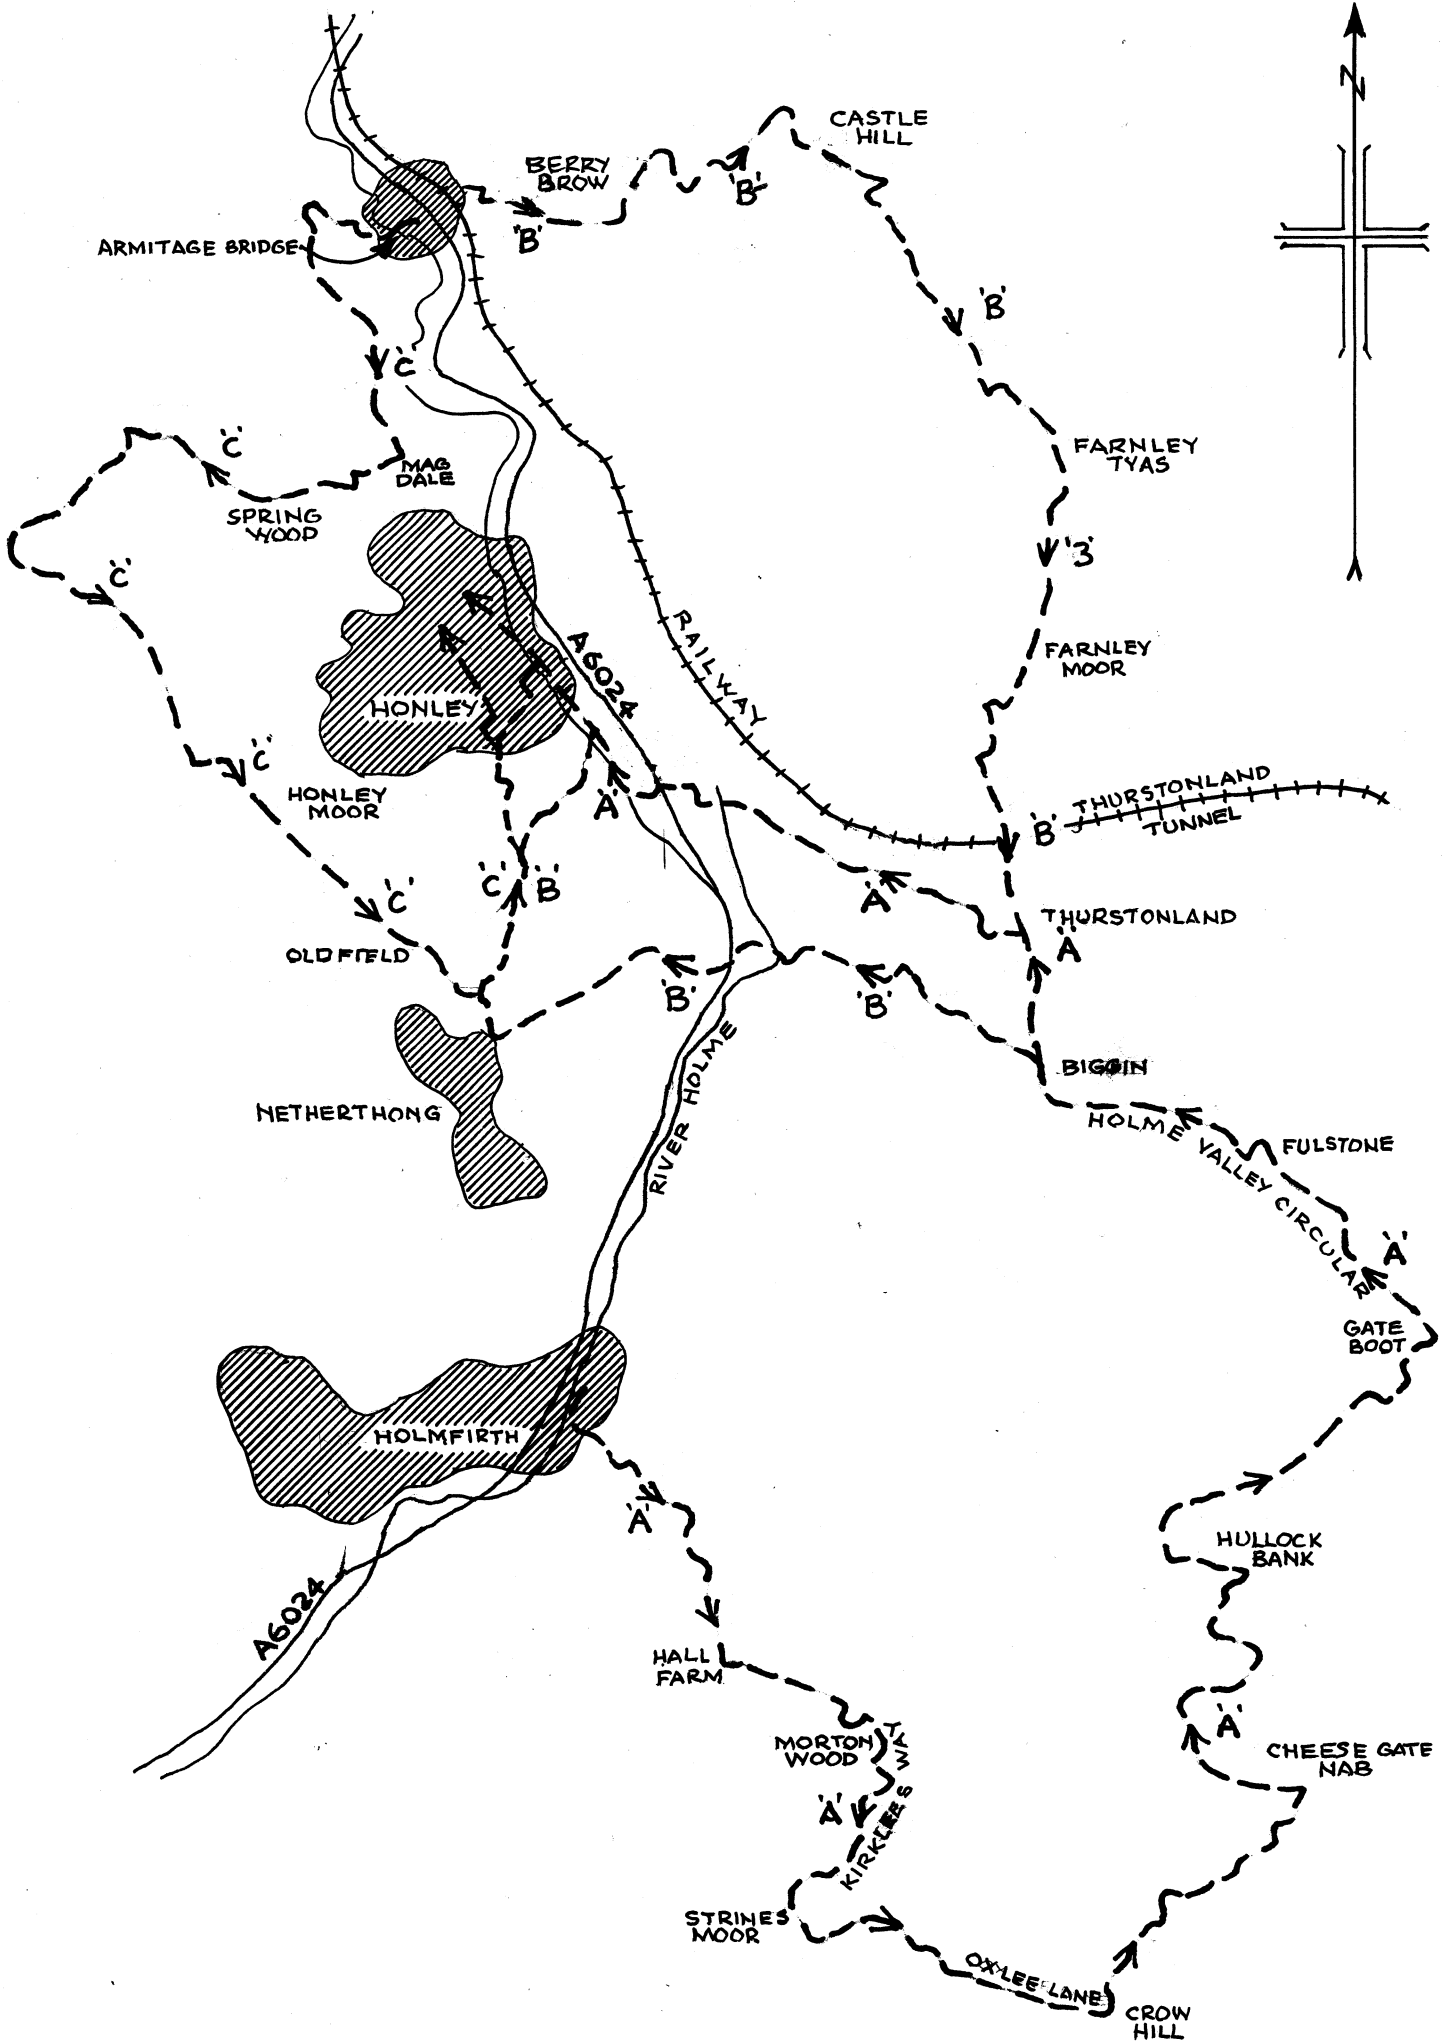 N
CASTLE
HILL
BERRY
BROW
'B'
'B'
ARMITAGE BRIDGE
'B'
'C'
FARNLEY
TYAS
'C'
MAG
DALE
SPRING
WOOD
'3'
'C'
RAILWAY
A6024
FARNLEY
MOOR
HONLEY
'C'
HONLEY
MOOR
'A'
THURSTONLAND
TUNNEL
'B'
'C'
'B'
'A'
'C'
THURSTONLAND
'A'
OLDFIELD
'B'
'B'
RIVER HOLME
BIGGIN
NETHERTHONG
HOLME VALLEY CIRCULAR
FULSTONE
'A'
GATE
BOOT
HOLMFIRTH
'A'
HULLOCK
BANK
A6024
HALL
FARM
'A'
MORTON
WOOD
KIRKLEES WAY
CHEESE GATE
NAB
'A'
STRINES
MOOR
OX LEE LANE
CROW
HILL